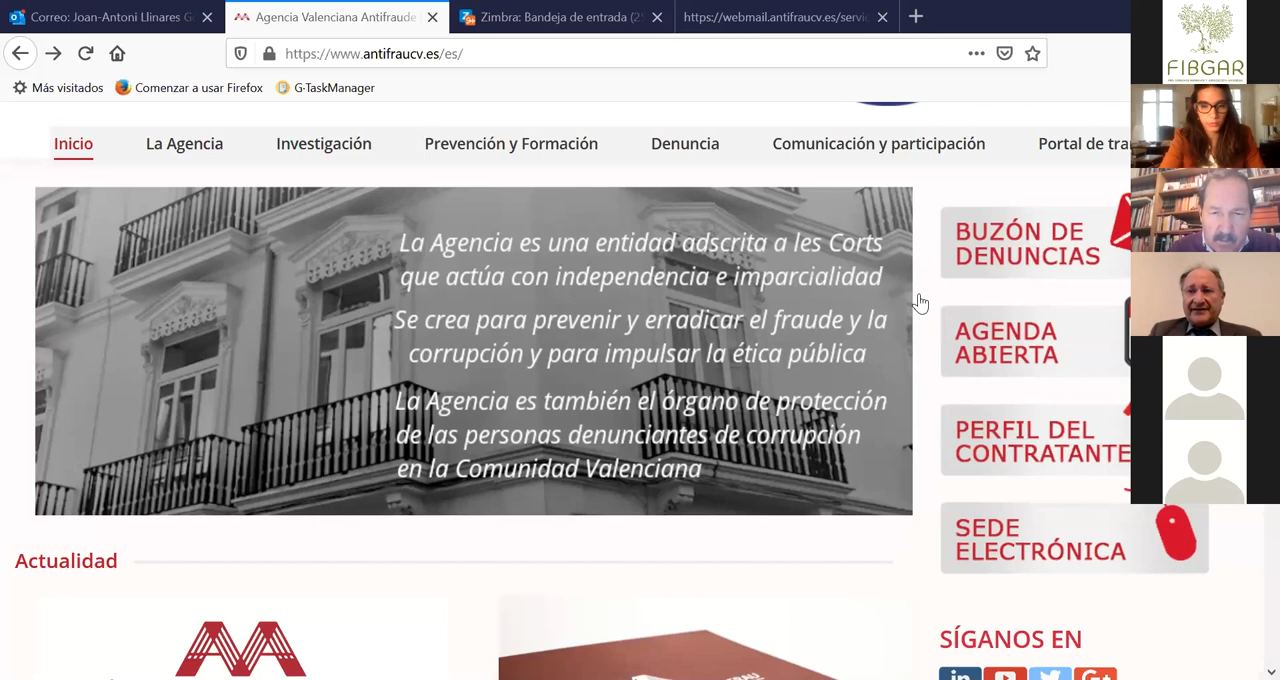 Correo: Joan-Antoni Llinares G
Agencia Valenciana Antifraude
Zimbra: Bandeja de entrada (2
https://webmail.antifraucv.es/servi
https://www.antifraucv.es/es/
Más visitados
Comenzar a usar Firefox
G-TaskManager
FIBGAR
Inicio
La Agencia
Investigación
Prevención y Formación
Denuncia
Comunicación y participación
Portal de tra
La Agencia es una entidad adscrita a les Corts
que actúa con independencia e imparcialidad
Se crea para prevenir y erradicar el fraude y la
corrupción y para impulsar la ética pública
La Agencia es también el órgano de protección
de las personas denunciantes de corrupción
en la Comunidad Valenciana
BUZÓN DE
DENUNCIAS
AGENDA
ABIERTA
PERFIL DEL
CONTRATANTE
SEDE
ELECTRÓNICA
Actualidad
SÍGANOS EN
in
G+